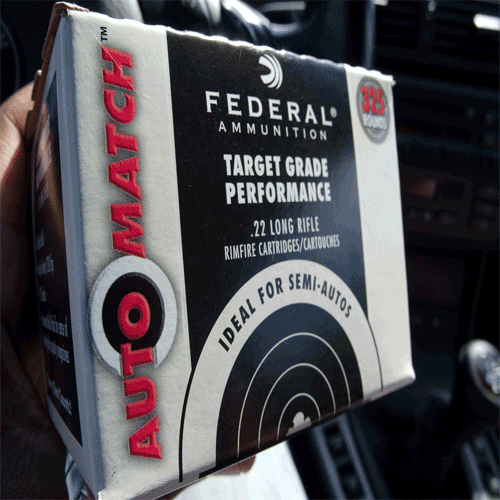 AUTOMATCH™
FEDERAL®
AMMUNITION
325
ROUNDS
TARGET GRADE
PERFORMANCE
.22 LONG RIFLE
RIMFIRE CARTRIDGES/CARTOUCHES
IDEAL FOR SEMI-AUTOS